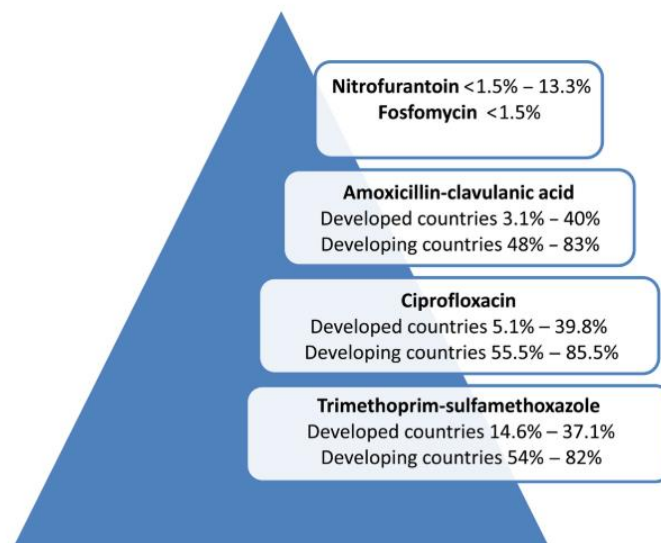 Nitrofurantoin <1.5% – 13.3%
Fosfomycin <1.5%
Amoxicillin-clavulanic acid
Developed countries 3.1% – 40%
Developing countries 48% – 83%
Ciprofloxacin
Developed countries 5.1% – 39.8%
Developing countries 55.5% – 85.5%
Trimethoprim-sulfamethoxazole
Developed countries 14.6% – 37.1%
Developing countries 54% – 82%